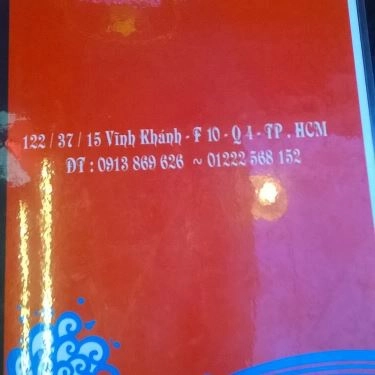 122 / 37 / 15 Vĩnh Khánh - F 10 - Q 4 - TP . HCM
ĐT : 0913 869 626 ~ 01222 568 152